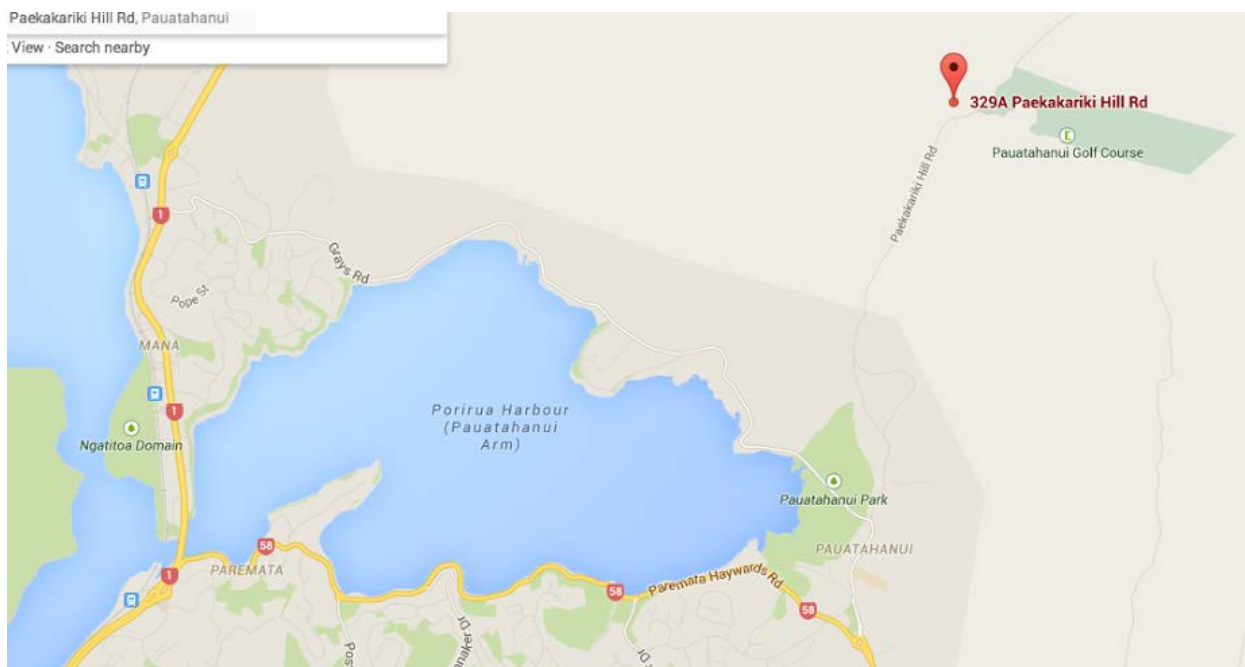 Paekakariki Hill Rd, Pauatahanui
View · Search nearby
329A Paekakariki Hill Rd
E
Pauatahanui Golf Course
Paekakariki Hill Rd
1
Grays Rd
Pope St
MANA
1
Ngatitoa Domain
Porirua Harbour
(Pauatahanui
Arm)
Pauatahanui Park
PAUATAHANUI
58
PAREMATA
1
58
Paremata Haywards Rd
58
Dr
Dr